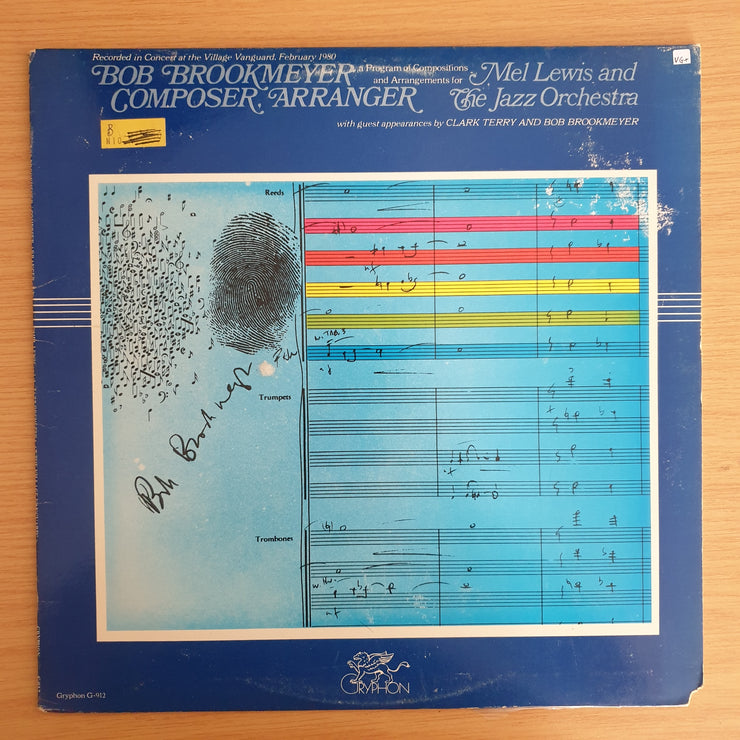 Recorded in Concert at the Village Vanguard, February 1980
BOB BROOKMEYER, a Program of Compositions Mel Lewis and
COMPOSER, ARRANGER and Arrangements for The Jazz Orchestra
with guest appearances by CLARK TERRY AND BOB BROOKMEYER
VG+
B
N10
Reeds
w. TADS
Trumpets
Bob Brookmeyer
Trombones
GRYPHON
Gryphon G-912